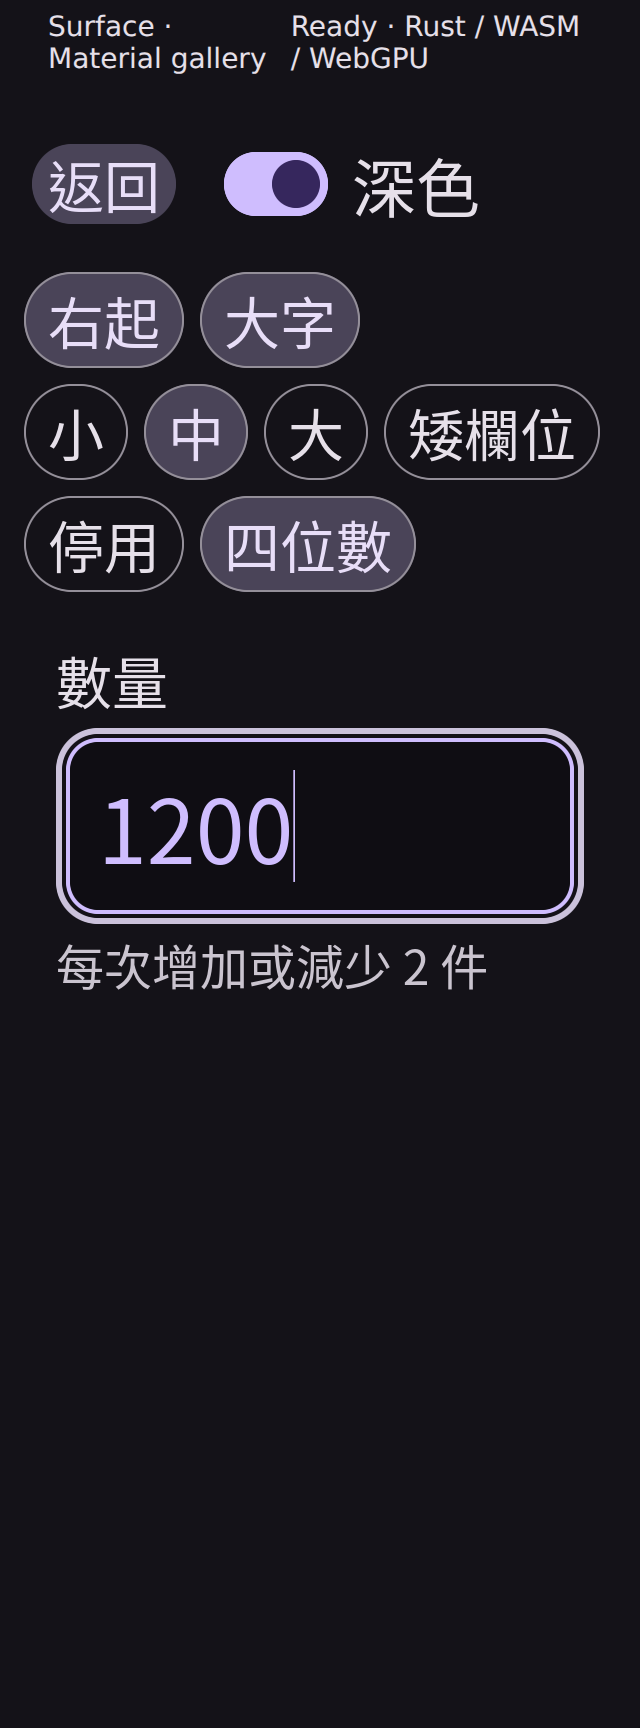 Surface ·
Material gallery
Ready · Rust / WASM
/ WebGPU
返回
深色
右起
大字
小
中
大
矮欄位
停用
四位數
數量
1200
每次增加或減少 2 件